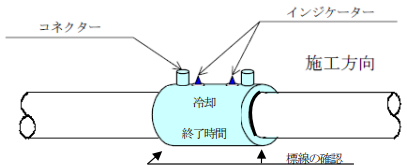 コネクター
インジケーター
施工方向
冷却
終了時間
標線の確認